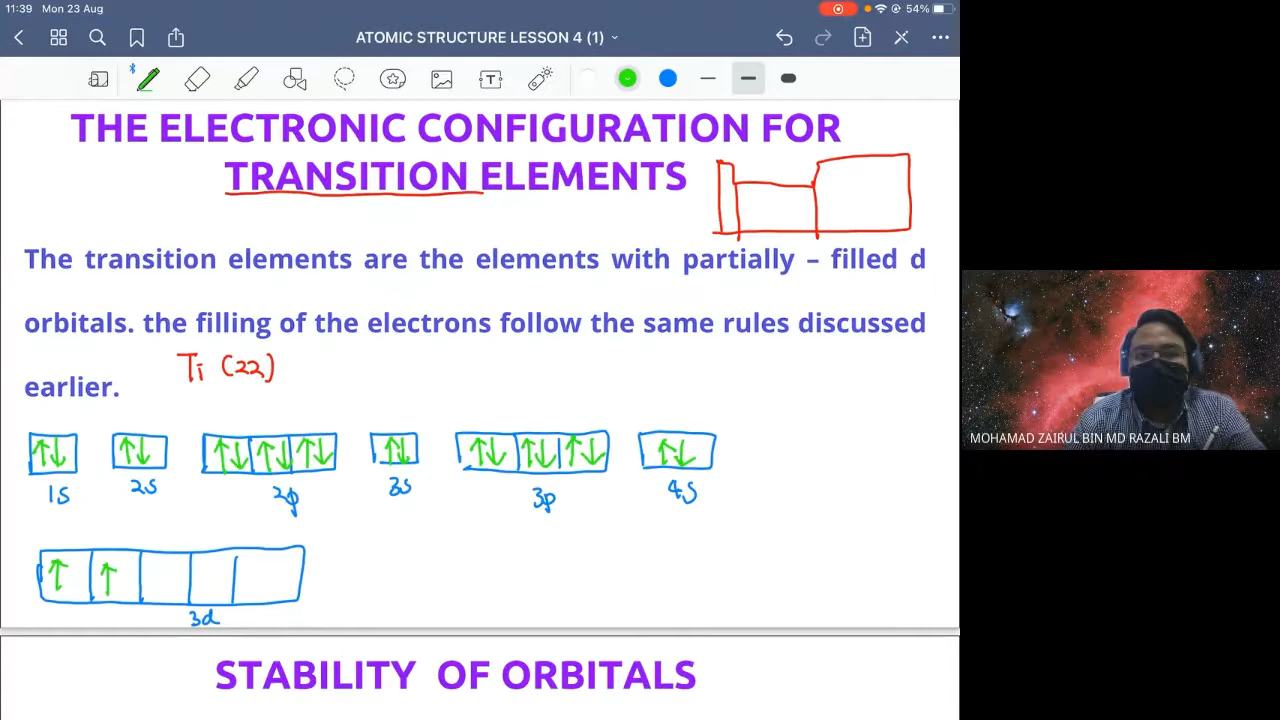 11:39 Mon 23 Aug
54%
ATOMIC STRUCTURE LESSON 4 (1)
THE ELECTRONIC CONFIGURATION FOR
TRANSITION ELEMENTS
The transition elements are the elements with partially – filled d
orbitals. the filling of the electrons follow the same rules discussed
Ti (22)
earlier.
1s 2s 2p 3s 3p 4s
3d
STABILITY OF ORBITALS
MOHAMAD ZAIRUL BIN MD RAZALI BM